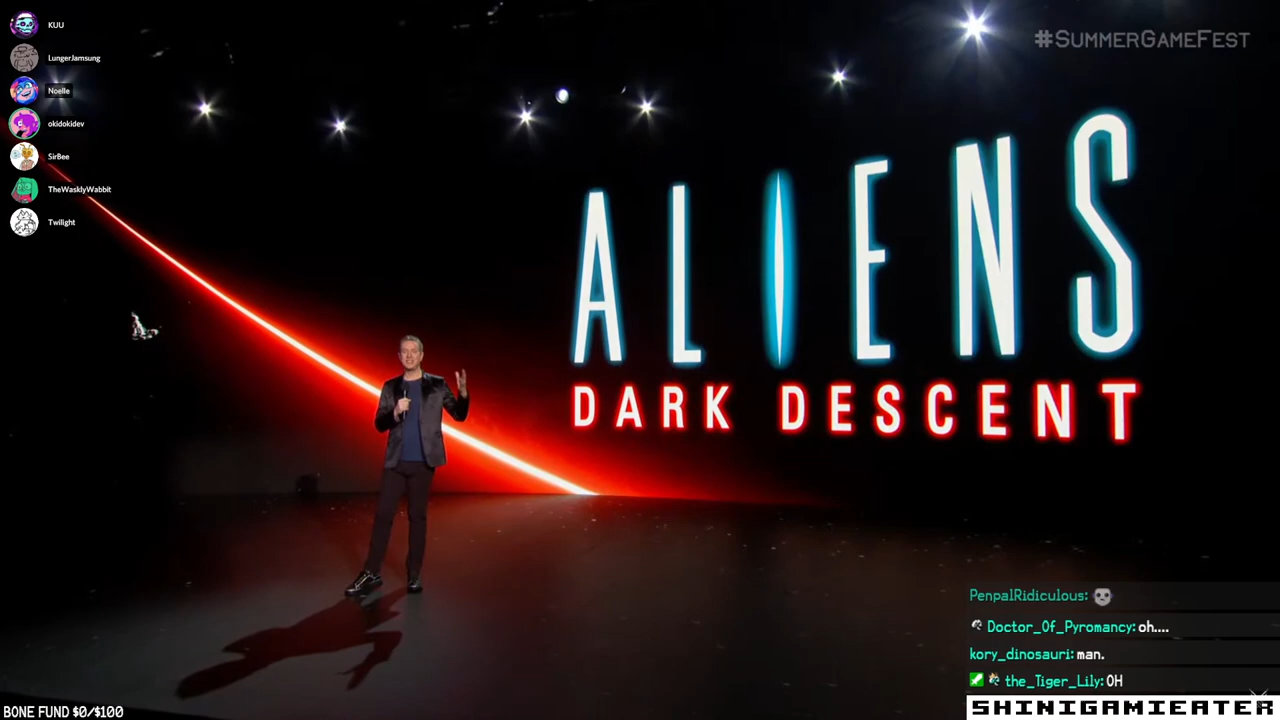 KUU
LungerJamsung
Noelle
okidokidev
SirBee
TheWasklyWabbit
Twilight
#SUMMERGAMEFEST
ALIENS
DARK DESCENT
PenpalRidiculous:
Doctor_Of_Pyromancy: oh....
kory_dinosauri: man.
the_Tiger_Lily: OH
BONE FUND $0/$100
SHINIGAMIEATER